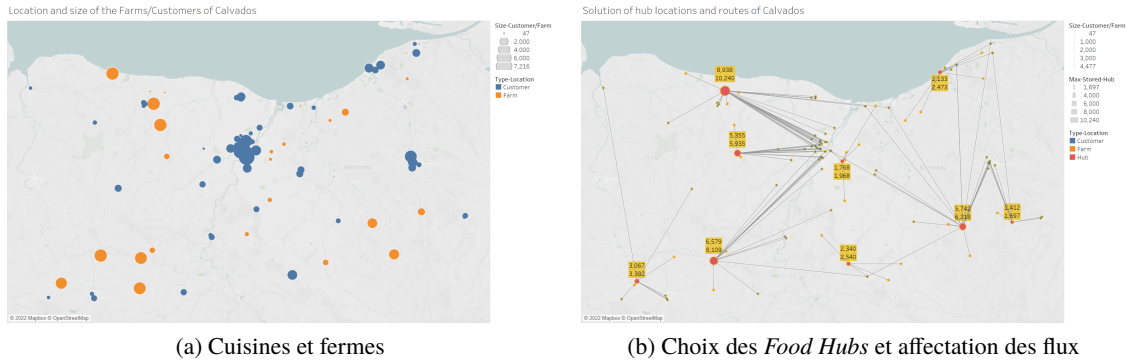 Location and size of the Farms/Customers of Calvados
Size-Customer/Farm
47
2,000
4,000
6,000
7,216
Type-Location
Customer
Farm
© 2022 Mapbox © OpenStreetMap
(a) Cuisines et fermes
Solution of hub locations and routes of Calvados
8,938
10,240
2,133
2,473
5,355
5,935
1,768
1,968
5,742
6,218
1,412
1,697
6,579
8,109
2,340
2,540
3,067
3,382
Size-Customer/Farm
47
1,000
2,000
3,000
4,477
Max-Stored-Hub
1,697
4,000
6,000
8,000
10,240
Type-Location
Customer
Farm
Hub
© 2022 Mapbox © OpenStreetMap
(b) Choix des Food Hubs et affectation des flux